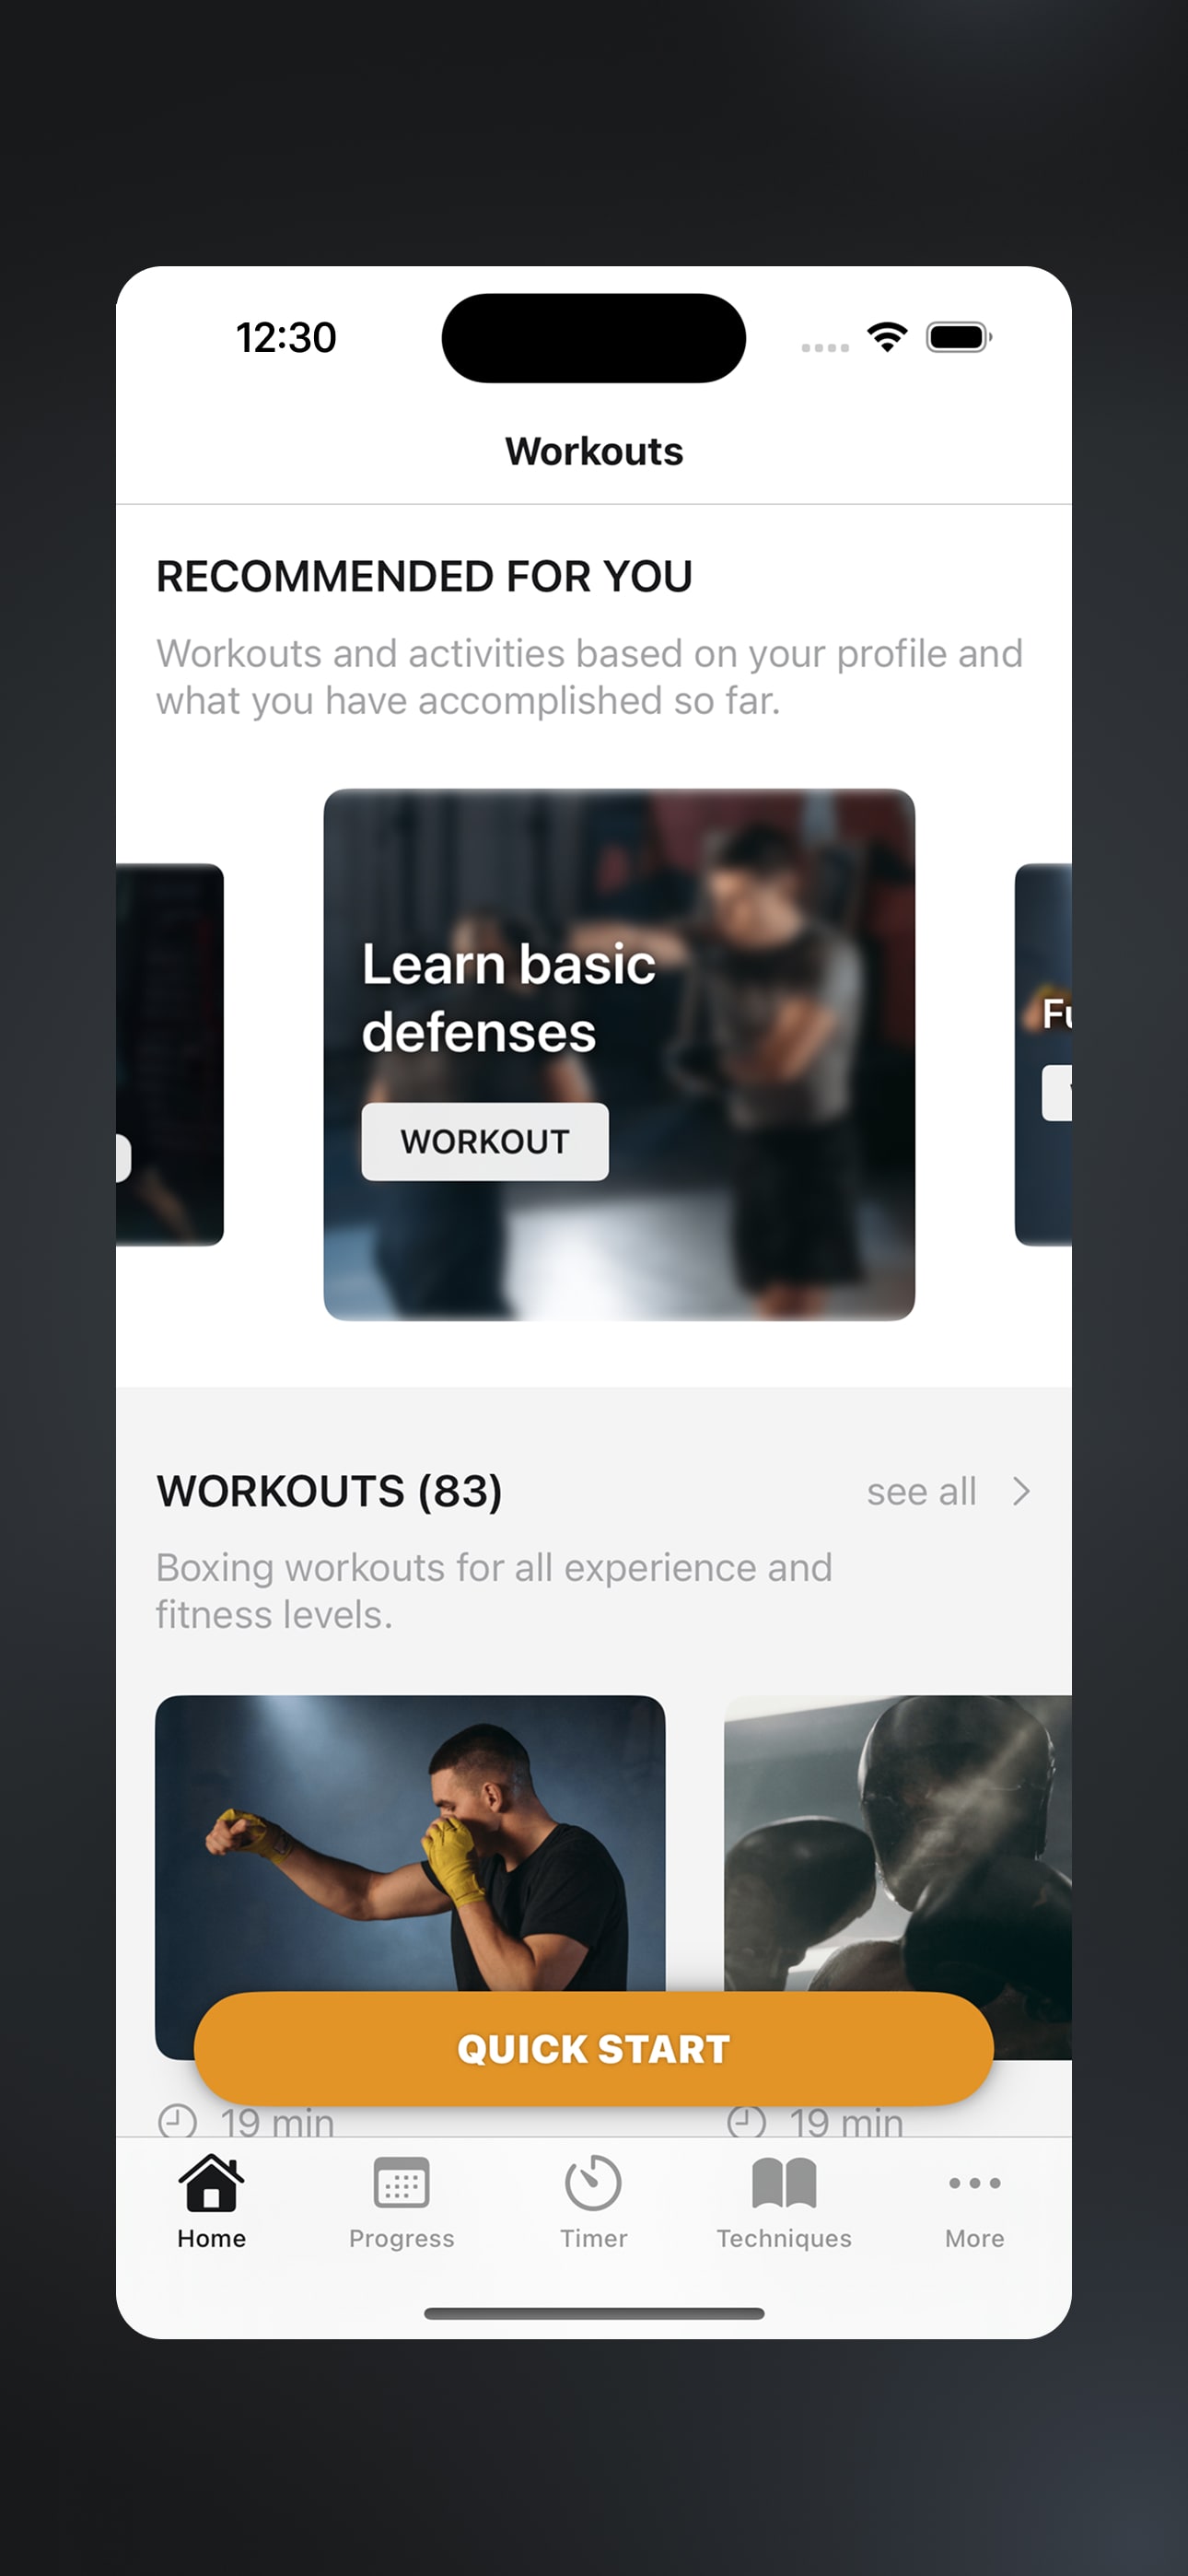 12:30
Workouts
RECOMMENDED FOR YOU
Workouts and activities based on your profile and
what you have accomplished so far.
Learn basic
defenses
WORKOUT
WORKOUTS (83)
see all
Boxing workouts for all experience and
fitness levels.
QUICK START
19 min
19 min
Home
Progress
Timer
Techniques
More